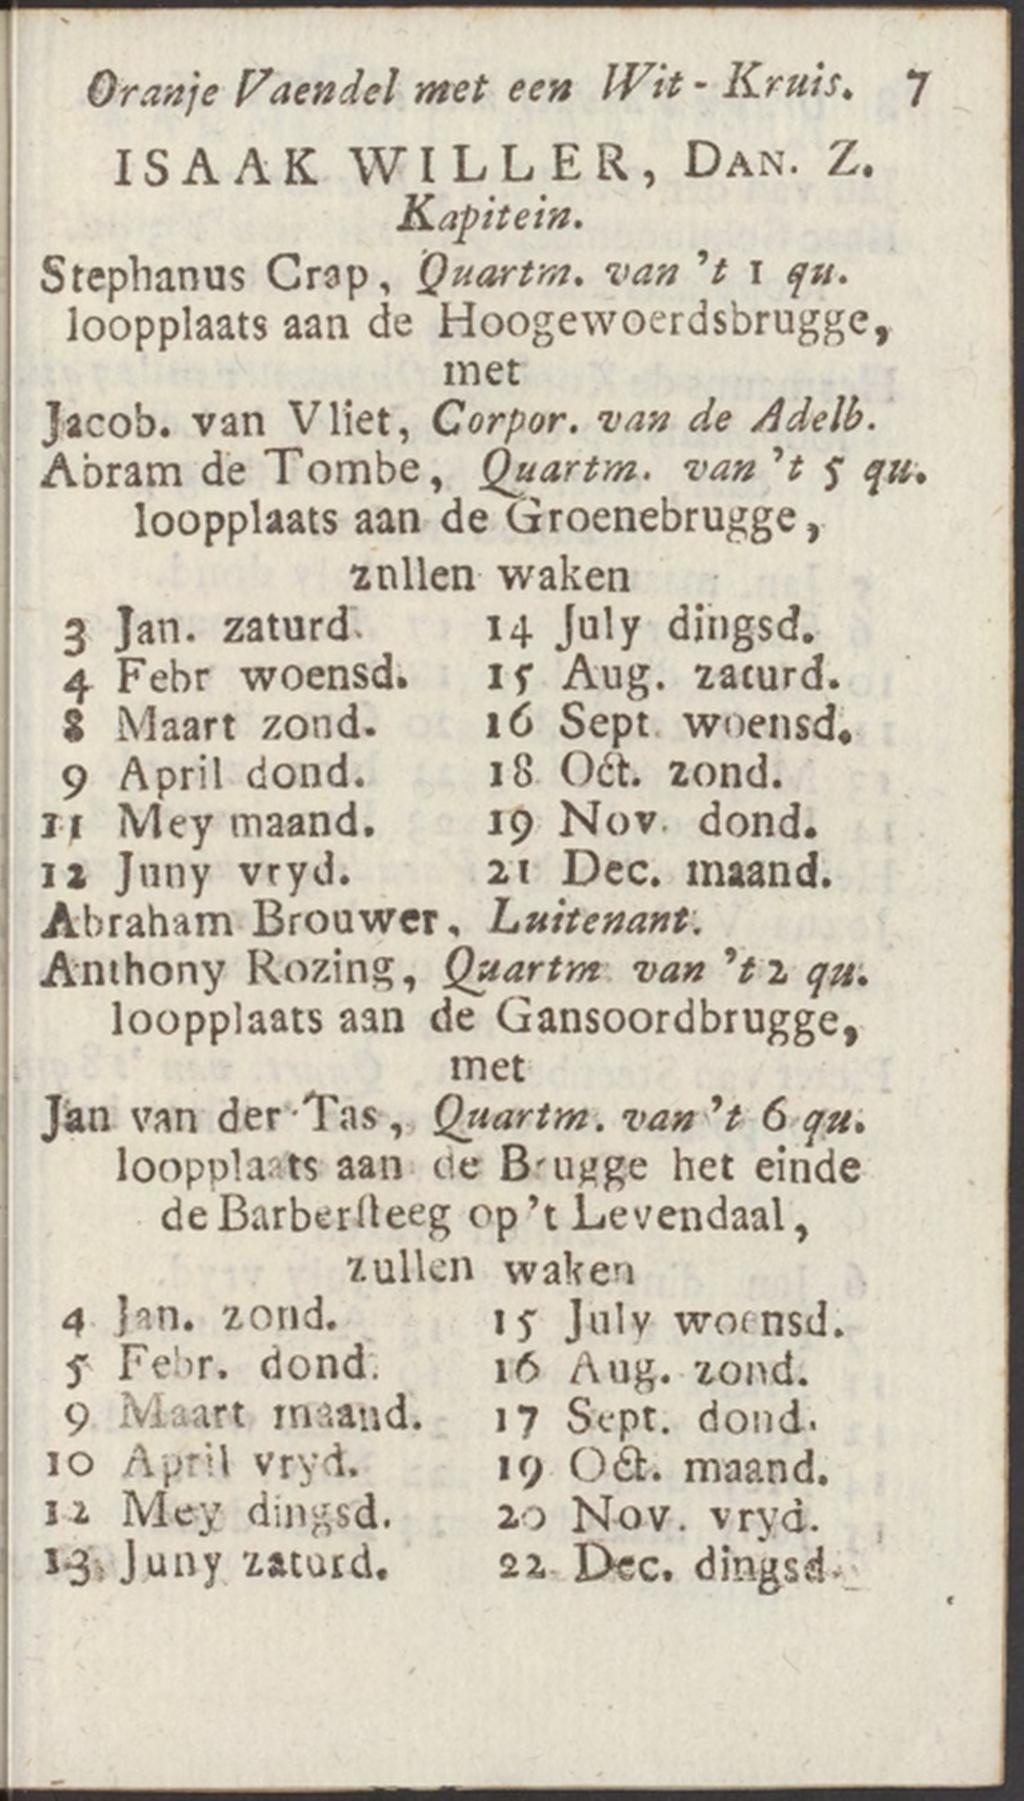 Oranje Vaendel met een Wit-Kruis. 7
ISAAK WILLER, DAN. Z.
Kapitein.
Stephanus Crap, Quartm. van 't 1 qu.
loopplaats aan de Hoogewoerdsbrugge,
met
Jacob. van Vliet, Corpor. van de Adelb.
Abram de Tombe, Quartm. van 't 5 qu.
loopplaats aan de Groenebrugge,
zullen waken
3 Jan. zaturd. 14 July dingsd.
4 Febr woensd. 15 Aug. zaturd.
8 Maart zond. 16 Sept. woensd.
9 April dond. 18 Oct. zond.
11 Mey maand. 19 Nov. dond.
12 Juny vryd. 21 Dec. maand.
Abraham Brouwer, Luitenant.
Anthony Rozing, Quartm van 't 2 qu.
loopplaats aan de Gansoordbrugge,
met
Jan van der Tas, Quartm. van 't 6 qu.
loopplaats aan de Brugge het einde
de Barberſteeg op 't Levendaal,
zullen waken
4 Jan. zond. 15 July woensd.
5 Febr. dond. 16 Aug. zond.
9 Maart maand. 17 Sept. dond.
10 April vryd. 19 Oct. maand.
12 Mey dingsd. 20 Nov. vryd.
13 Juny zaturd. 22 Dec. dingsd.